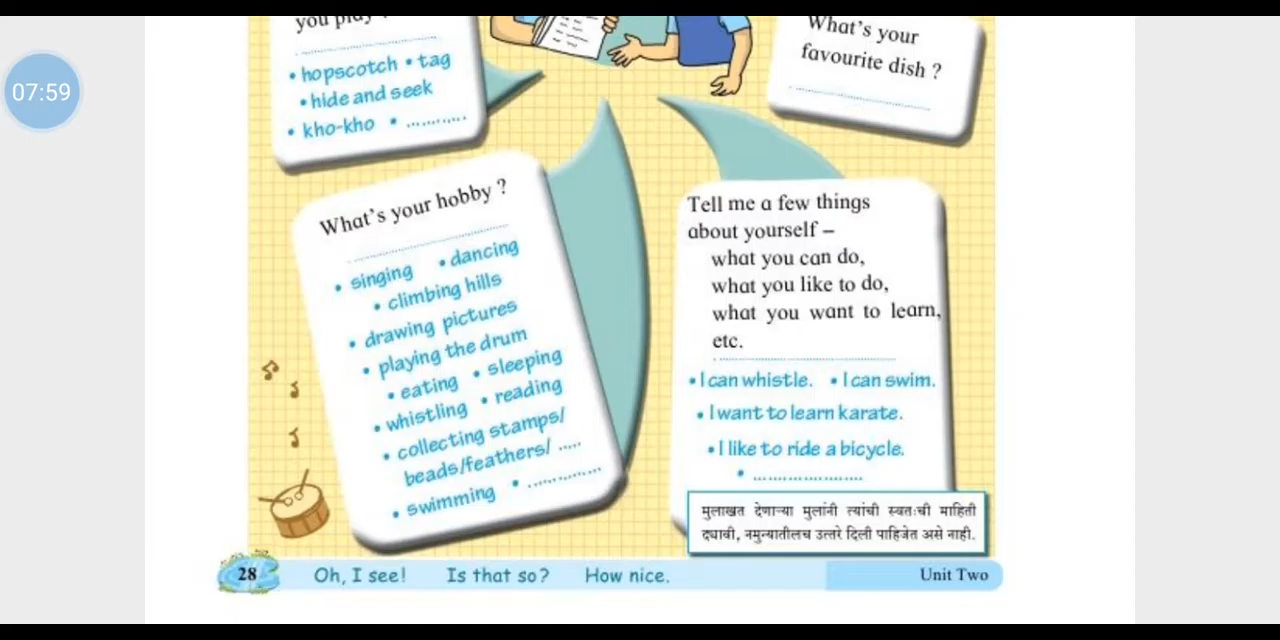 07:59
you play ?
• hopscotch • tag
• hide and seek
• kho-kho • ............
What's your
favourite dish ?
What's your hobby ?
• singing • dancing
• climbing hills
• drawing pictures
• playing the drum
• eating • sleeping
• whistling • reading
• collecting stamps/
beads/feathers/ .....
• swimming • ...............
Tell me a few things
about yourself –
what you can do,
what you like to do,
what you want to learn,
etc.
• I can whistle. • I can swim.
• I want to learn karate.
• I like to ride a bicycle.
• .....................
मुलाखत देणाऱ्या मुलांनी त्यांची स्वतःची माहिती
द्यावी, नमुन्यातीलच उत्तरे दिली पाहिजेत असे नाही.
28 Oh, I see! Is that so? How nice. Unit Two